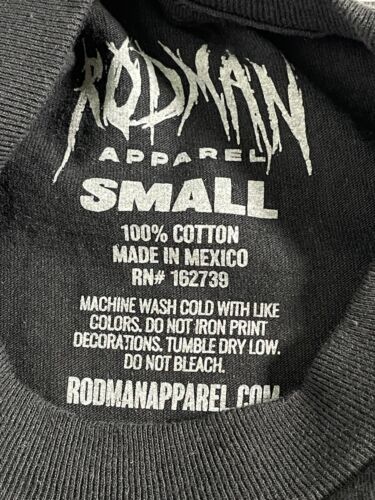 RODMAN
APPAREL
SMALL
100% COTTON
MADE IN MEXICO
RN# 162739
MACHINE WASH COLD WITH LIKE
COLORS. DO NOT IRON PRINT
DECORATIONS. TUMBLE DRY LOW.
DO NOT BLEACH.
RODMANAPPAREL.COM